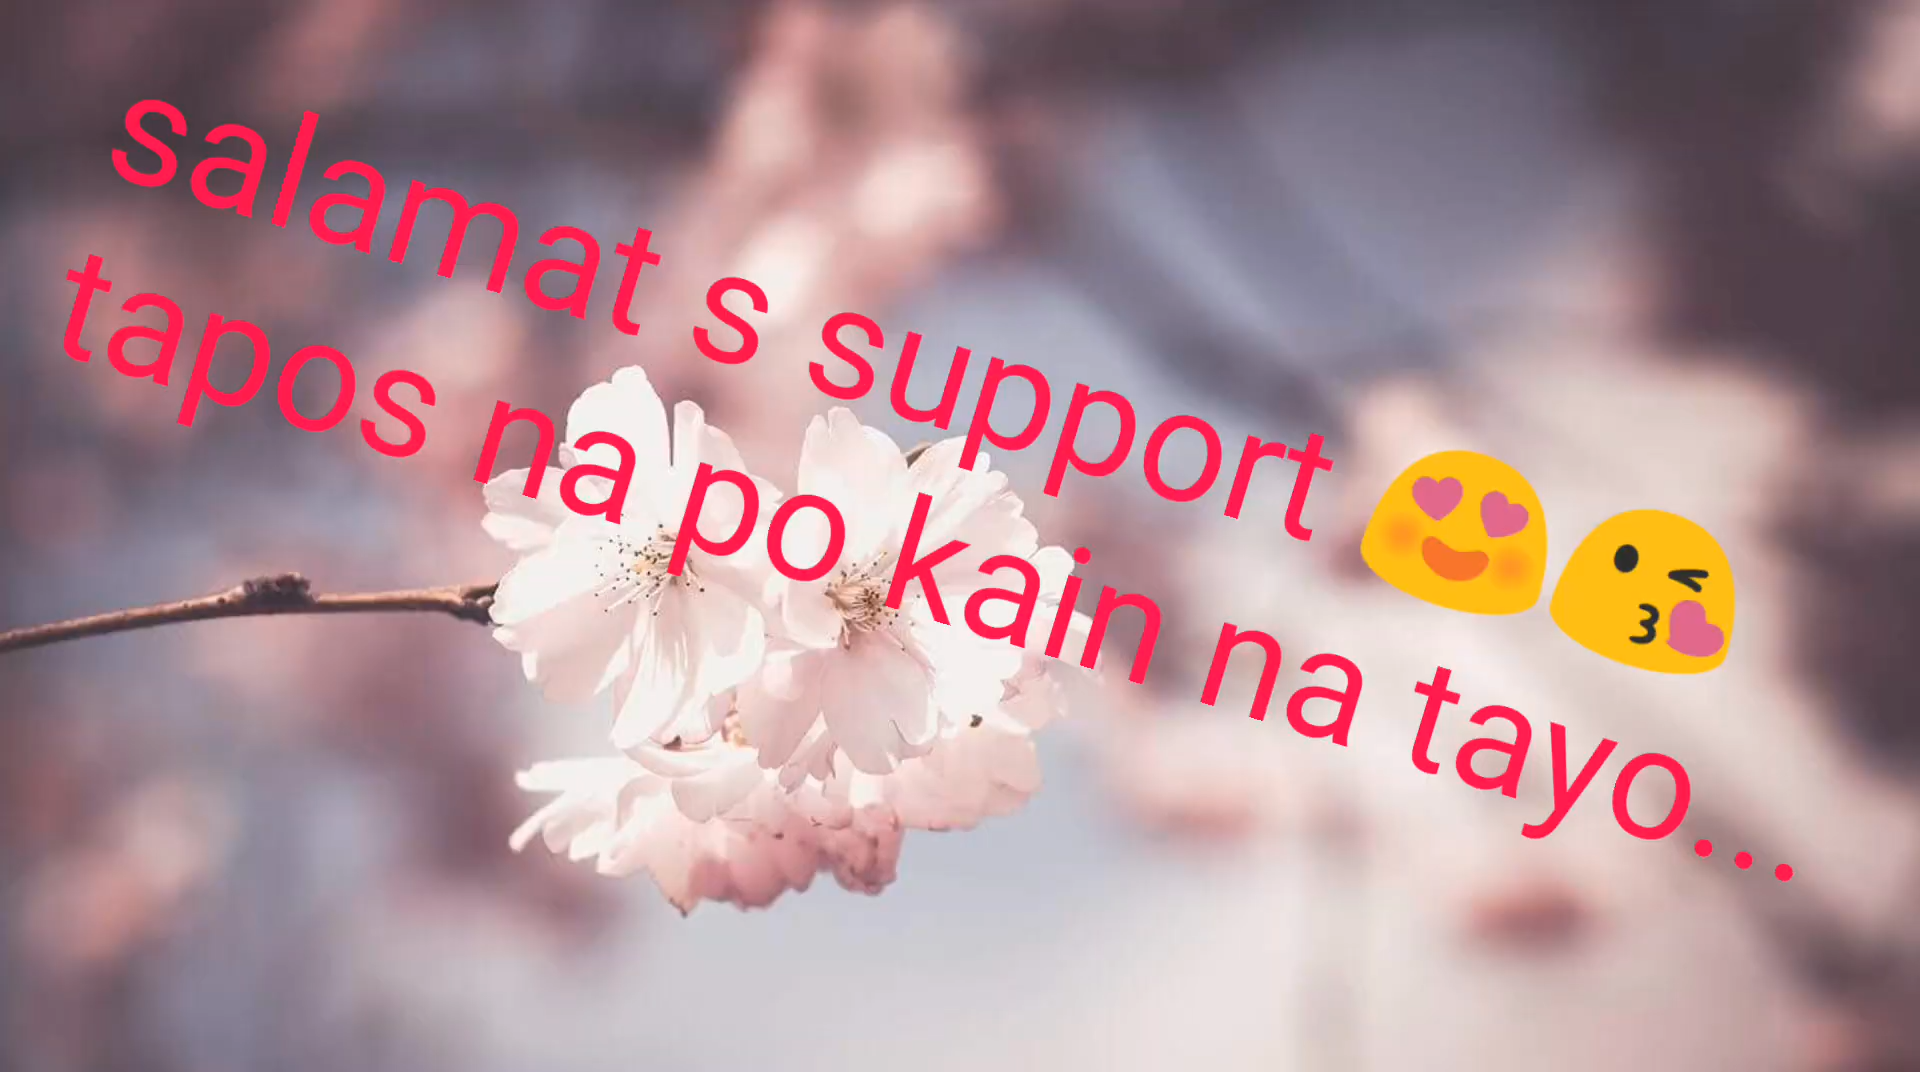 salamat s support 😍😘
tapos na po kain na tayo...